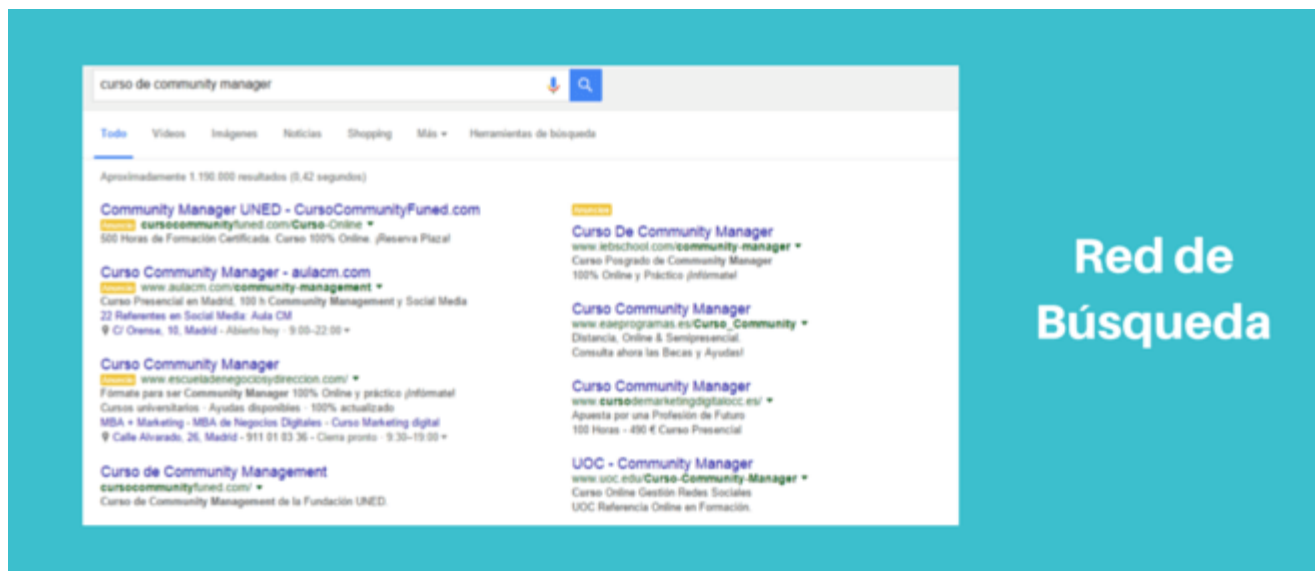 curso de community manager
Todo Vídeos Imágenes Noticias Shopping Más Herramientas de búsqueda
Aproximadamente 1.190.000 resultados (0,42 segundos)
Community Manager UNED - CursoCommunityFuned.com
Anuncio cursocommunityfuned.com/Curso-Online
500 Horas de Formación Certificada. Curso 100% Online. ¡Reserva Plaza!
Curso Community Manager - aulacm.com
Anuncio www.aulacm.com/community-management
Curso Presencial en Madrid, 100 h Community Management y Social Media
22 Referentes en Social Media: Aula CM
C/ Orense, 10, Madrid - Abierto hoy · 9:00–22:00
Curso Community Manager
Anuncio www.escueladenegociosydireccion.com/
Fórmate para ser Community Manager 100% Online y práctico ¡Infórmate!
Cursos universitarios · Ayudas disponibles · 100% actualizado
MBA + Marketing - MBA de Negocios Digitales - Curso Marketing digital
Calle Alvarado, 26, Madrid - 911 01 03 36 - Cierra pronto · 9:30–19:00
Curso de Community Management
cursocommunityfuned.com/
Curso de Community Management de la Fundación UNED.
Anuncios
Curso De Community Manager
www.iebschool.com/community-manager
Curso Posgrado de Community Manager
100% Online y Práctico ¡Infórmate!
Curso Community Manager
www.eaeprogramas.es/Curso_Community
Distancia, Online & Semipresencial.
Consulta ahora las Becas y Ayudas!
Curso Community Manager
www.cursodemarketingdigitalocc.es/
Apuesta por una Profesión de Futuro
100 Horas - 490 € Curso Presencial
UOC - Community Manager
www.uoc.edu/Curso-Community-Manager
Curso Online Gestión Redes Sociales
UOC Referencia Online en Formación.
Red de
Búsqueda